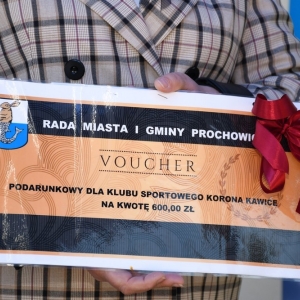 RADA MIASTA I GMINY PROCHOWIC
VOUCHER
PODARUNKOWY DLA KLUBU SPORTOWEGO KORONA KAWICE
NA KWOTĘ 600,00 ZŁ